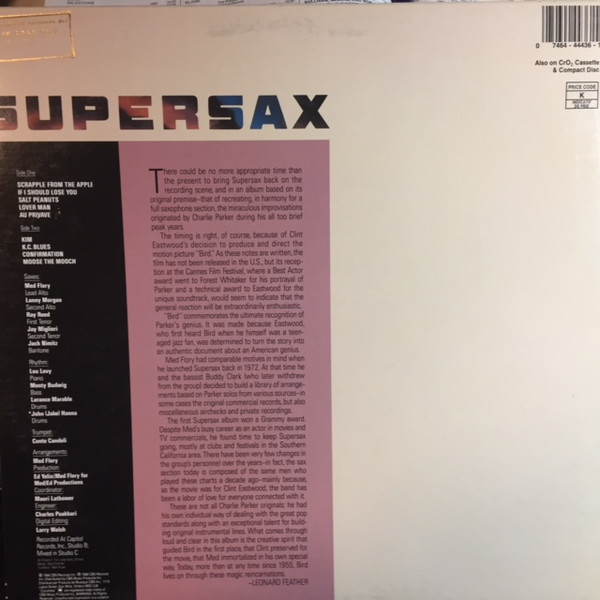 0 7464-44436-1
Also on CrO₂ Cassette
& Compact Disc
PRICE CODE
K
SUPERSAX
Side One
SCRAPPLE FROM THE APPLE
IF I SHOULD LOSE YOU
SALT PEANUTS
LOVER MAN
AU PRIVAVE
Side Two
KIM
K.C. BLUES
CONFIRMATION
MOOSE THE MOOCH
Saxes:
Med Flory
Lead Alto
Lanny Morgan
Second Alto
Ray Reed
First Tenor
Jay Migliori
Second Tenor
Jack Nimitz
Baritone
Rhythm:
Lou Levy
Piano
Monty Budwig
Bass
Larance Marable
Drums
*John (Jabe) Hanna
Drums
Trumpet:
Conte Candoli
Arrangements:
Med Flory
Production:
Ed Yelin/Med Flory for
Med/Ed Productions
Coordinator:
Mauri Lathower
Engineer:
Charles Paakkari
Digital Editing:
Larry Walsh
Recorded At Capitol
Records, Inc., Studio B;
Mixed in Studio C
There could be no more appropriate time than
the present to bring Supersax back on the
recording scene, and in an album based on its
original premise–that of recreating, in harmony for a
full saxophone section, the miraculous improvisations
originated by Charlie Parker during his all too brief
peak years.
The timing is right, of course, because of Clint
Eastwood's decision to produce and direct the
motion picture "Bird." As these notes are written, the
film has not been released in the U.S., but its recep-
tion at the Cannes Film Festival, where a Best Actor
award went to Forest Whitaker for his portrayal of
Parker and a technical award to Eastwood for the
unique soundtrack, would seem to indicate that the
general reaction will be extraordinarily enthusiastic.
"Bird" commemorates the ultimate recognition of
Parker's genius. It was made because Eastwood,
who first heard Bird when he himself was a teen-
aged jazz fan, was determined to turn the story into
an authentic document about an American genius.
Med Flory had comparable motives in mind when
he launched Supersax back in 1972. At that time he
and the bassist Buddy Clark (who later withdrew
from the group) decided to build a library of arrange-
ments based on Parker solos from various sources–in
some cases the original commercial records, but also
miscellaneous airchecks and private recordings.
The first Supersax album won a Grammy award.
Despite Med's busy career as an actor in movies and
TV commercials, he found time to keep Supersax
going, mostly at clubs and festivals in the Southern
California area. There have been very few changes in
the group's personnel over the years–in fact, the sax
section today is composed of the same men who
played these charts a decade ago–mainly because,
as the movie was for Clint Eastwood, the band has
been a labor of love for everyone connected with it.
These are not all Charlie Parker originals; he had
his own individual way of dealing with the great pop
standards along with an exceptional talent for build-
ing original instrumental lines. What comes through
loud and clear in this album is the creative spirit that
guided Bird in the first place, that Clint preserved for
the movie, that Med immortalized in his own special
way. Today, more than at any time since 1955, Bird
lives on through these magic reincarnations.
–LEONARD FEATHER